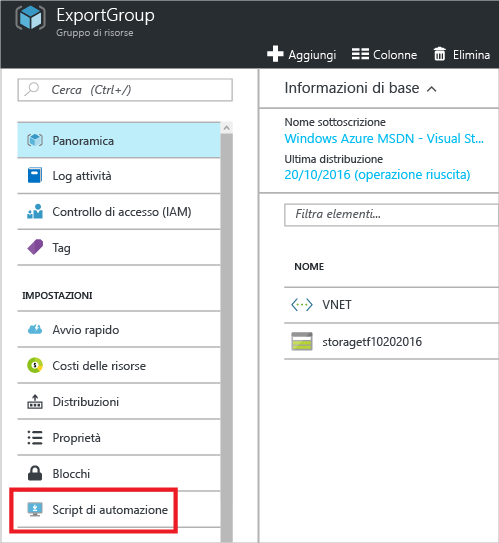 ExportGroup
Gruppo di risorse
Aggiungi Colonne Elimina
Cerca (Ctrl+/)
Panoramica
Log attività
Controllo di accesso (IAM)
Tag
IMPOSTAZIONI
Avvio rapido
Costi delle risorse
Distribuzioni
Proprietà
Blocchi
Script di automazione
Informazioni di base
Nome sottoscrizione
Windows Azure MSDN - Visual St...
Ultima distribuzione
20/10/2016 (operazione riuscita)
Filtra elementi...
NOME
VNET
storagetf10202016